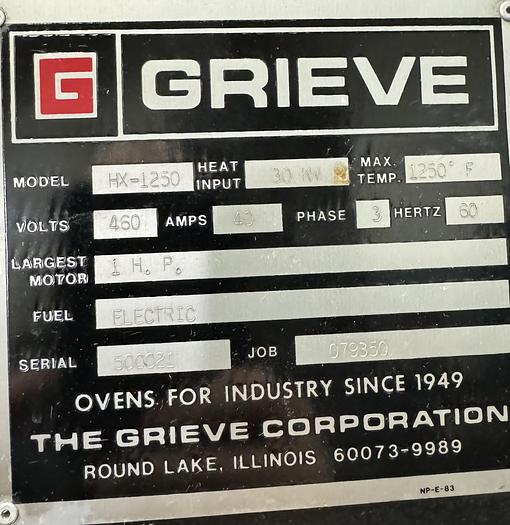 G GRIEVE
MODEL HX-1250 HEAT INPUT 30 KW MAX. TEMP. 1250° F
VOLTS 460 AMPS 40 PHASE 3 HERTZ 60
LARGEST MOTOR 1 H. P.
FUEL ELECTRIC
SERIAL 500021 JOB 079350
OVENS FOR INDUSTRY SINCE 1949
THE GRIEVE CORPORATION
ROUND LAKE, ILLINOIS 60073-9989
NP-E-83